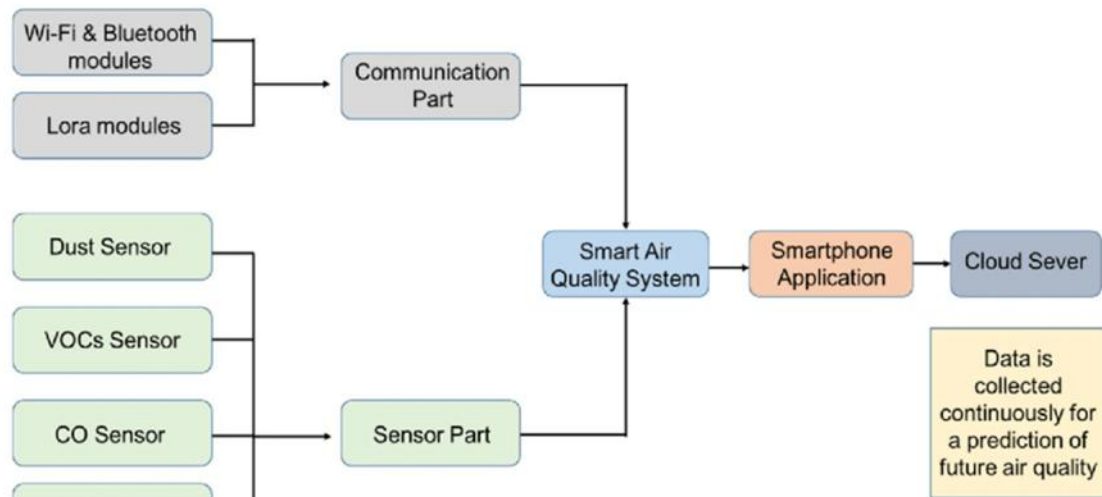 Wi-Fi & Bluetooth
modules
Lora modules
Communication
Part
Dust Sensor
VOCs Sensor
CO Sensor
Sensor Part
Smart Air
Quality System
Smartphone
Application
Cloud Sever
Data is
collected
continuously for
a prediction of
future air quality